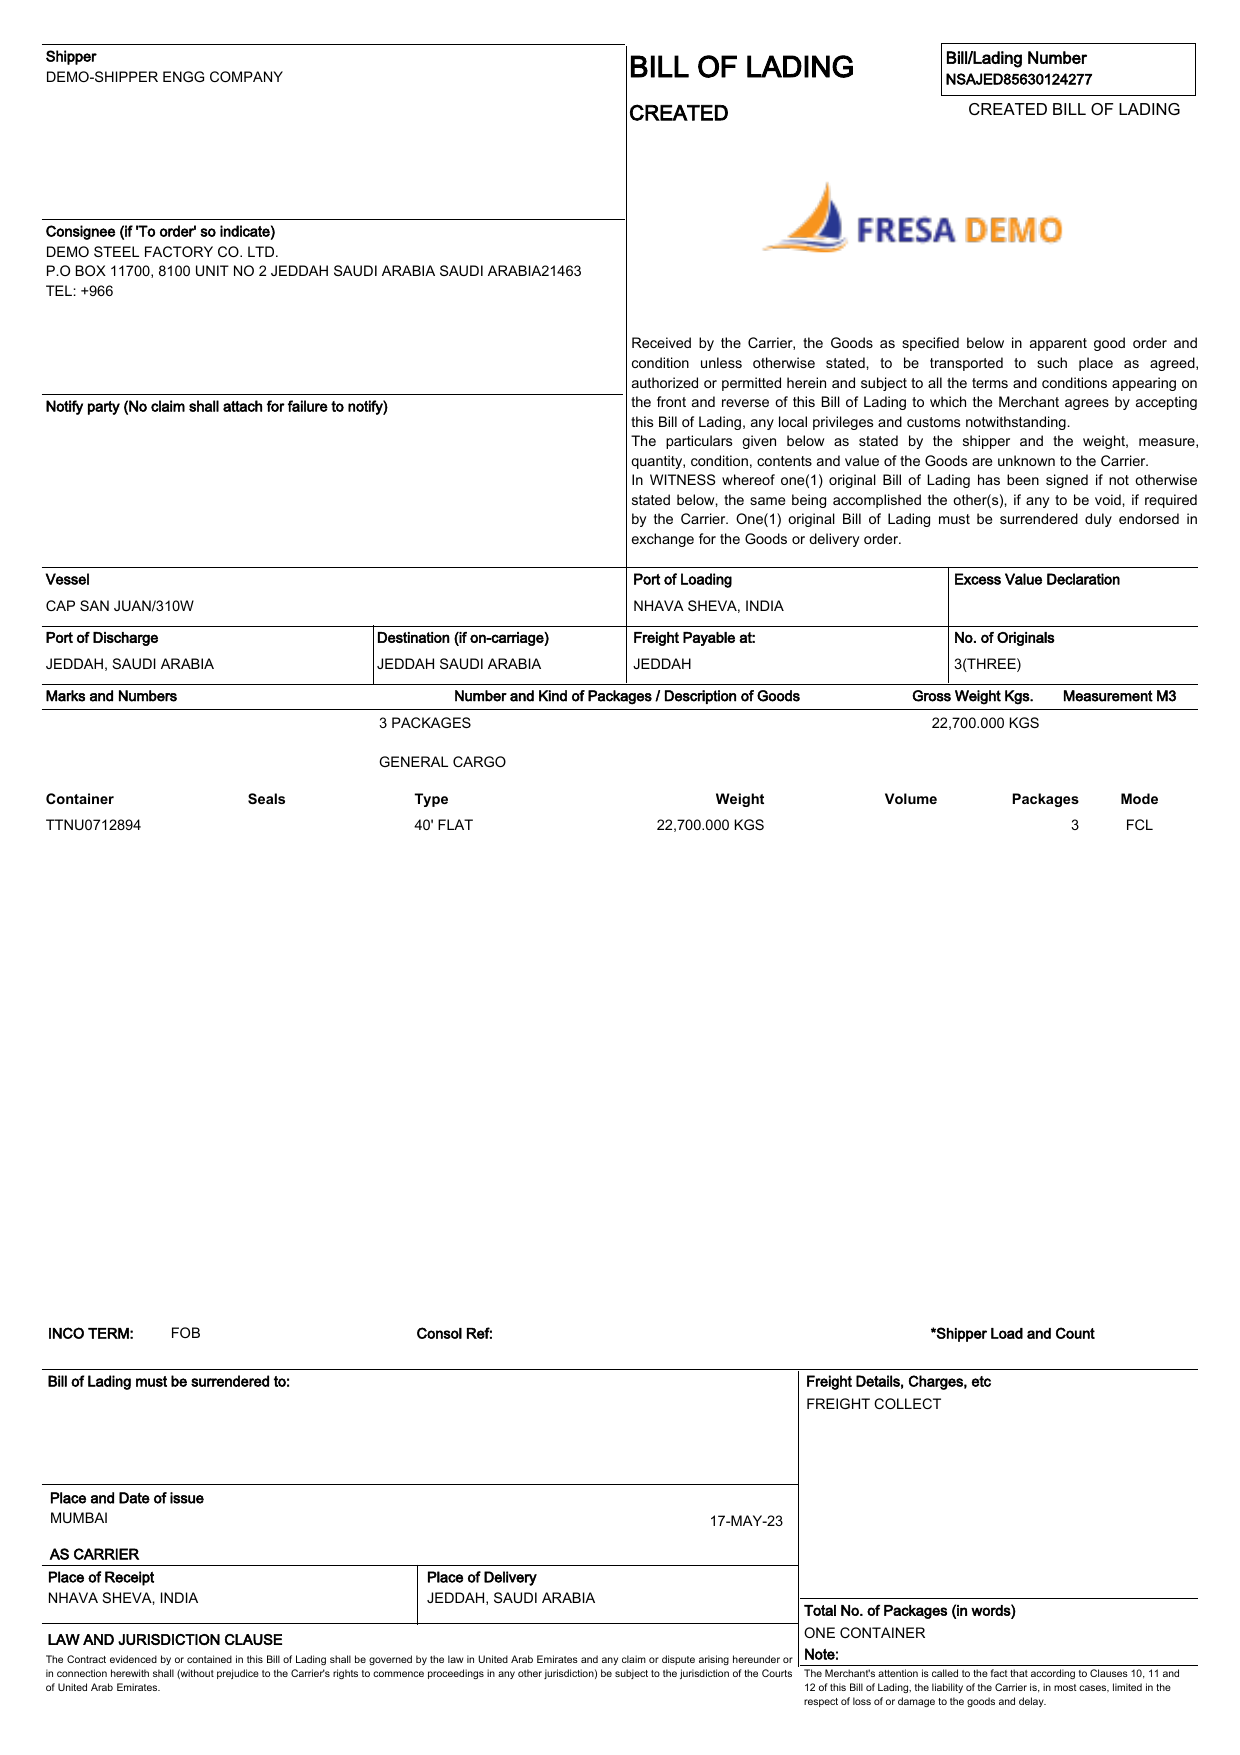 Shipper
DEMO-SHIPPER ENGG COMPANY
BILL OF LADING
CREATED
Bill/Lading Number
NSAJED85630124277
CREATED BILL OF LADING
FRESA DEMO
Consignee (if 'To order' so indicate)
DEMO STEEL FACTORY CO. LTD.
P.O BOX 11700, 8100 UNIT NO 2 JEDDAH SAUDI ARABIA SAUDI ARABIA21463
TEL: +966
Notify party (No claim shall attach for failure to notify)
Received by the Carrier, the Goods as specified below in apparent good order and
condition unless otherwise stated, to be transported to such place as agreed,
authorized or permitted herein and subject to all the terms and conditions appearing on
the front and reverse of this Bill of Lading to which the Merchant agrees by accepting
this Bill of Lading, any local privileges and customs notwithstanding.
The particulars given below as stated by the shipper and the weight, measure,
quantity, condition, contents and value of the Goods are unknown to the Carrier.
In WITNESS whereof one(1) original Bill of Lading has been signed if not otherwise
stated below, the same being accomplished the other(s), if any to be void, if required
by the Carrier. One(1) original Bill of Lading must be surrendered duly endorsed in
exchange for the Goods or delivery order.
Vessel
CAP SAN JUAN/310W
Port of Loading
NHAVA SHEVA, INDIA
Excess Value Declaration
Port of Discharge
JEDDAH, SAUDI ARABIA
Destination (if on-carriage)
JEDDAH SAUDI ARABIA
Freight Payable at:
JEDDAH
No. of Originals
3(THREE)
Marks and Numbers Number and Kind of Packages / Description of Goods Gross Weight Kgs. Measurement M3
3 PACKAGES 22,700.000 KGS
GENERAL CARGO
Container Seals Type Weight Volume Packages Mode
TTNU0712894 40' FLAT 22,700.000 KGS 3 FCL
INCO TERM: FOB Consol Ref: *Shipper Load and Count
Bill of Lading must be surrendered to:
Freight Details, Charges, etc
FREIGHT COLLECT
Place and Date of issue
MUMBAI 17-MAY-23
AS CARRIER
Place of Receipt
NHAVA SHEVA, INDIA
Place of Delivery
JEDDAH, SAUDI ARABIA
Total No. of Packages (in words)
ONE CONTAINER
Note:
The Merchant's attention is called to the fact that according to Clauses 10, 11 and
12 of this Bill of Lading, the liability of the Carrier is, in most cases, limited in the
respect of loss of or damage to the goods and delay.
LAW AND JURISDICTION CLAUSE
The Contract evidenced by or contained in this Bill of Lading shall be governed by the law in United Arab Emirates and any claim or dispute arising hereunder or
in connection herewith shall (without prejudice to the Carrier's rights to commence proceedings in any other jurisdiction) be subject to the jurisdiction of the Courts
of United Arab Emirates.